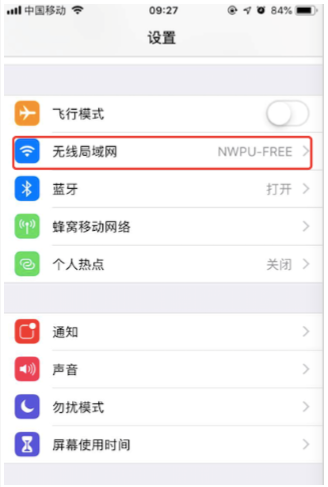 中国移动 09:27 84%
设置
飞行模式
无线局域网 NWPU-FREE
蓝牙 打开
蜂窝移动网络
个人热点 关闭
通知
声音
勿扰模式
屏幕使用时间